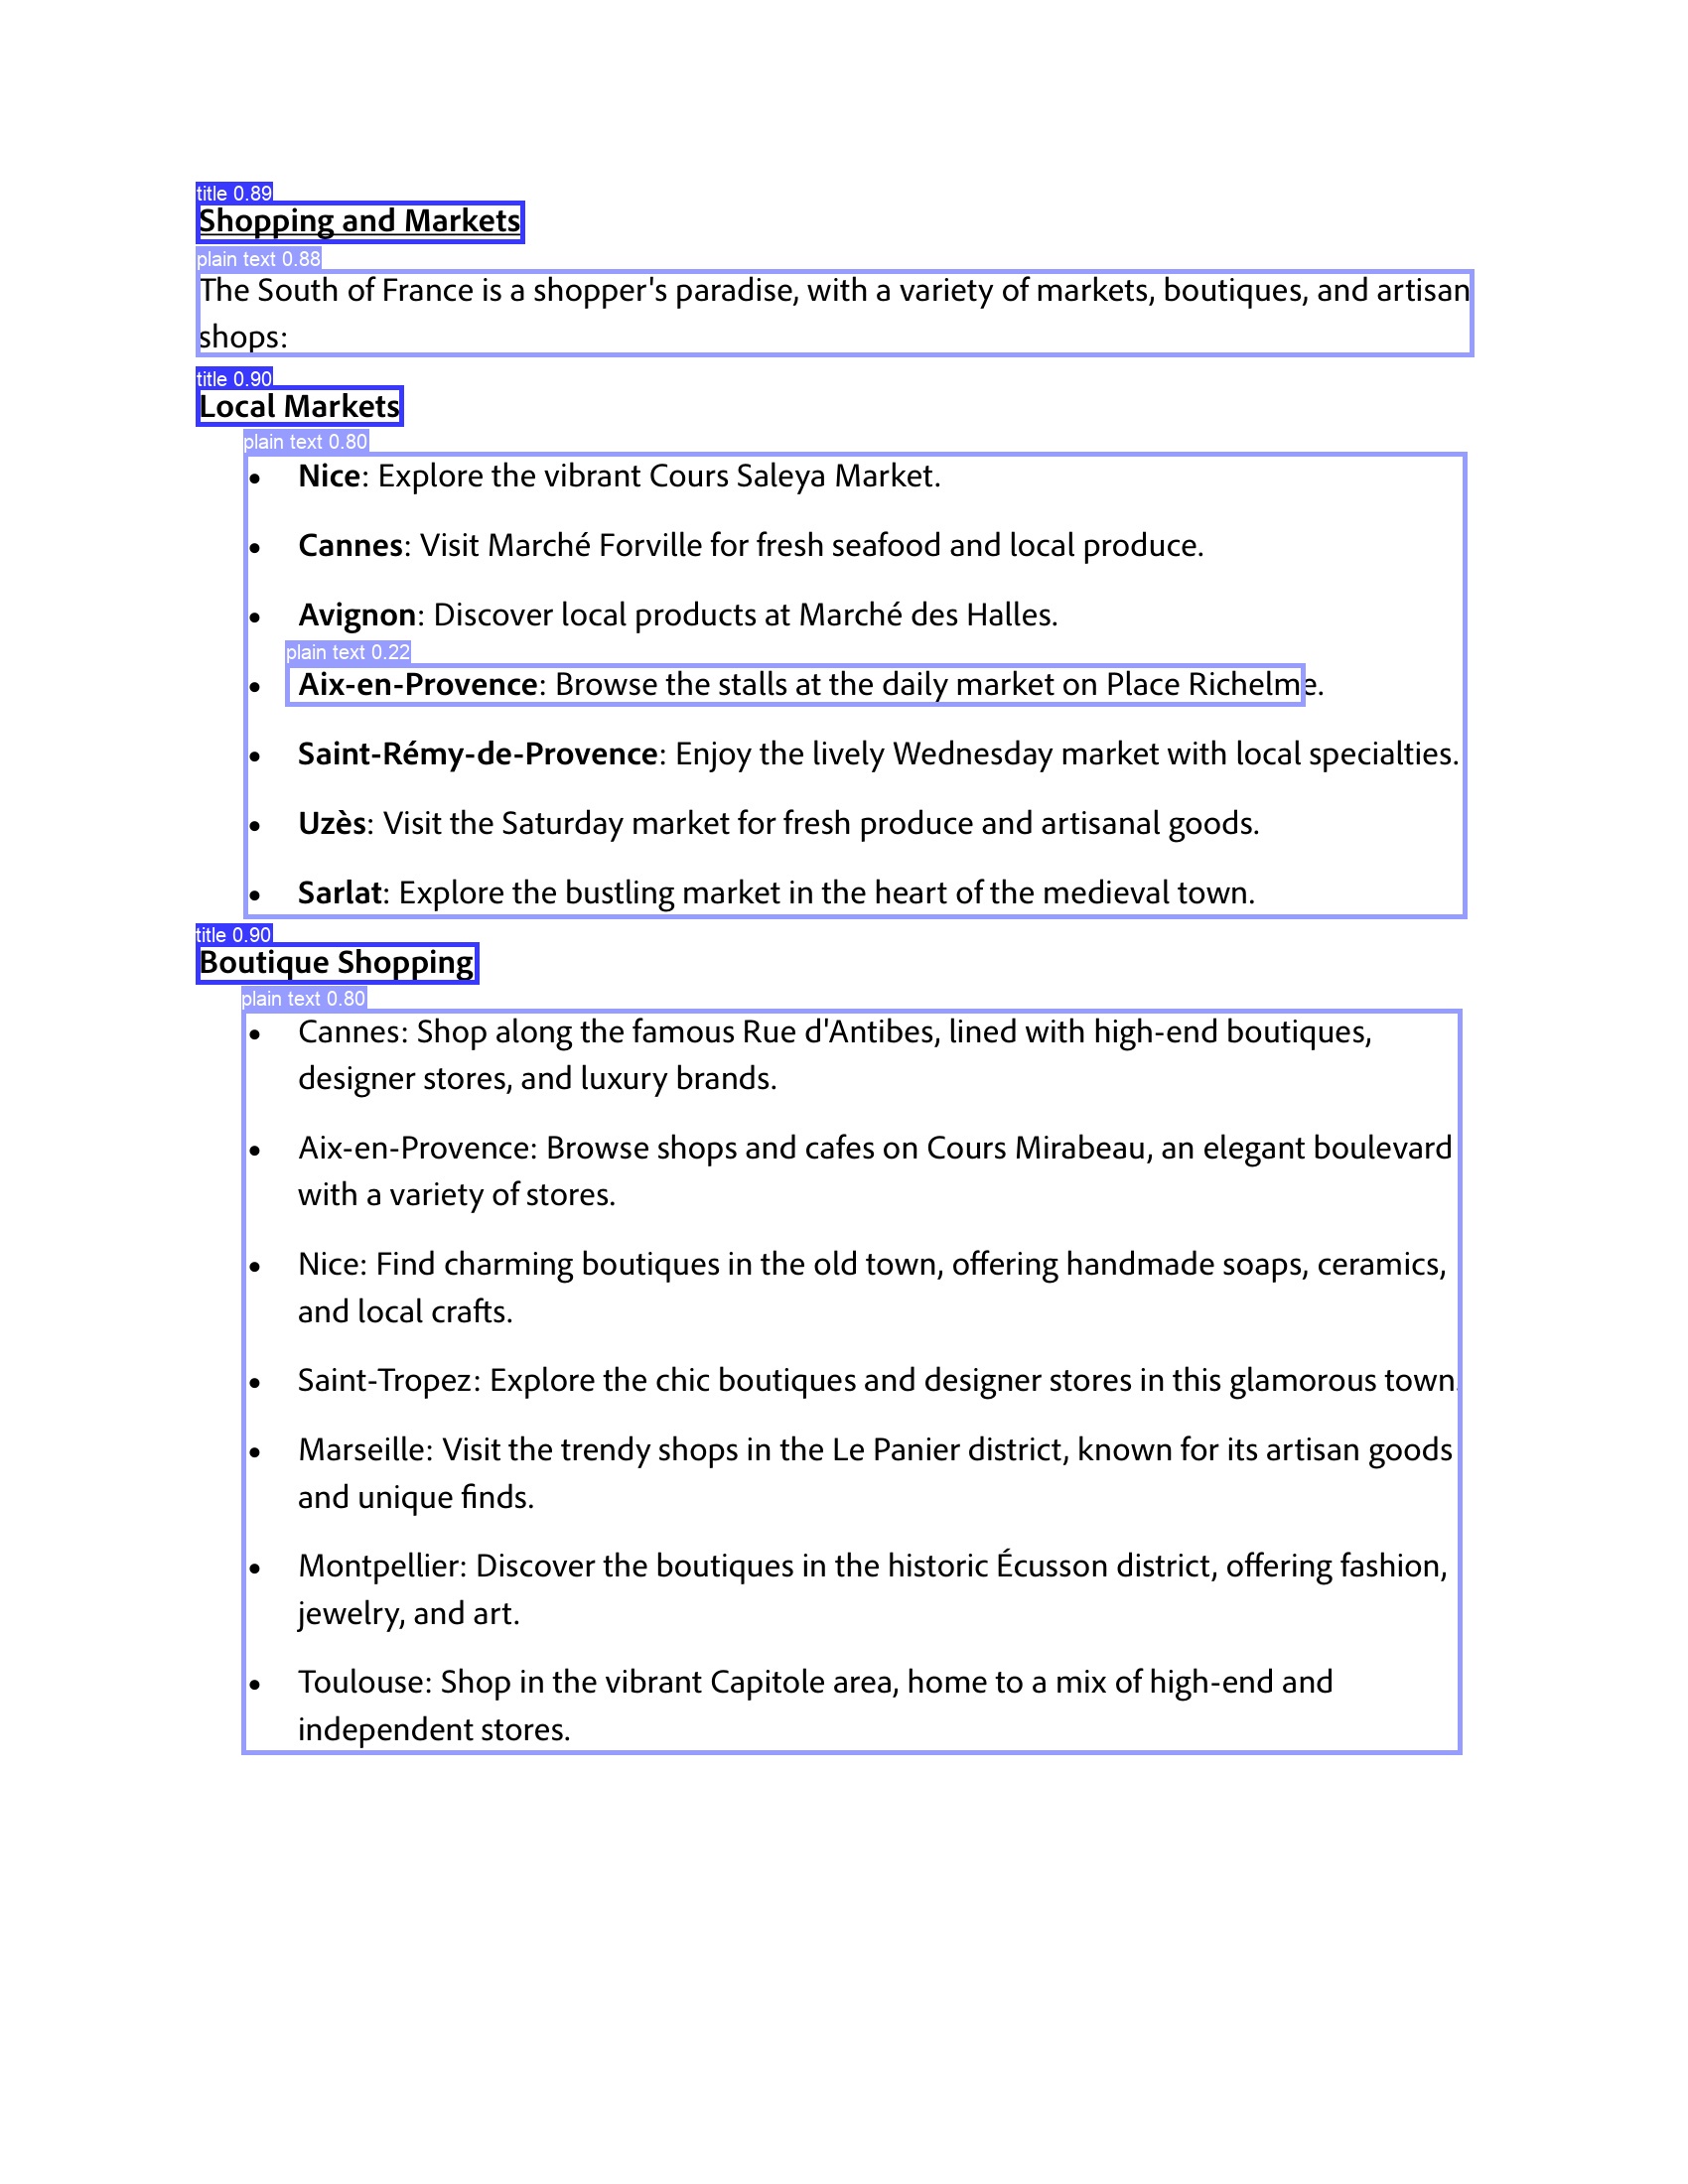 title 0.89
Shopping and Markets
plain text 0.88
The South of France is a shopper's paradise, with a variety of markets, boutiques, and artisan
shops:
title 0.90
Local Markets
plain text 0.80
• Nice: Explore the vibrant Cours Saleya Market.
• Cannes: Visit Marché Forville for fresh seafood and local produce.
• Avignon: Discover local products at Marché des Halles.
plain text 0.22
• Aix-en-Provence: Browse the stalls at the daily market on Place Richelme.
• Saint-Rémy-de-Provence: Enjoy the lively Wednesday market with local specialties.
• Uzès: Visit the Saturday market for fresh produce and artisanal goods.
• Sarlat: Explore the bustling market in the heart of the medieval town.
title 0.90
Boutique Shopping
plain text 0.80
• Cannes: Shop along the famous Rue d'Antibes, lined with high-end boutiques,
designer stores, and luxury brands.
• Aix-en-Provence: Browse shops and cafes on Cours Mirabeau, an elegant boulevard
with a variety of stores.
• Nice: Find charming boutiques in the old town, offering handmade soaps, ceramics,
and local crafts.
• Saint-Tropez: Explore the chic boutiques and designer stores in this glamorous town.
• Marseille: Visit the trendy shops in the Le Panier district, known for its artisan goods
and unique finds.
• Montpellier: Discover the boutiques in the historic Écusson district, offering fashion,
jewelry, and art.
• Toulouse: Shop in the vibrant Capitole area, home to a mix of high-end and
independent stores.